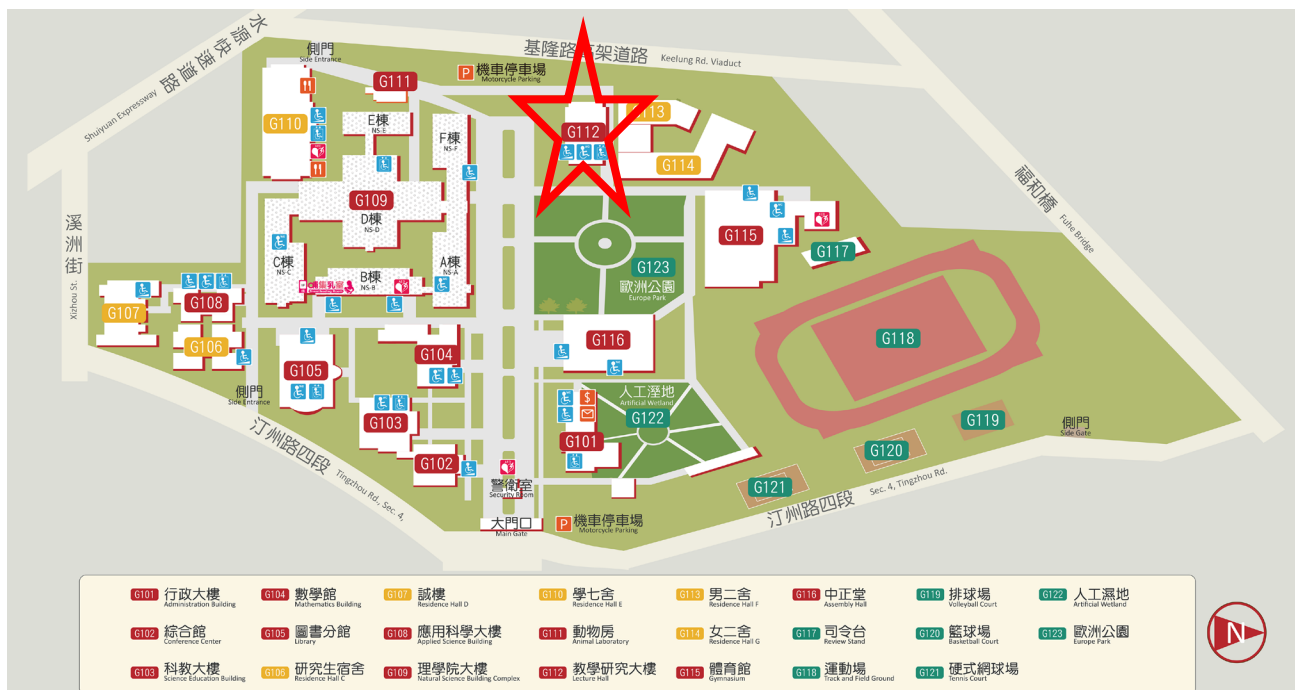 水源快速道路
Shuiyuan Expressway
側門
Side Entrance
基隆路高架道路 Keelung Rd. Viaduct
P 機車停車場
Motorcycle Parking
G111
G110
E棟
NS-E
F棟
NS-F
G112
G113
G114
福和橋
Fuhe Bridge
G109
D棟
NS-D
溪洲街
Xizhou St.
C棟
NS-C
B棟
NS-B
A棟
NS-A
哺集乳室
G115
G117
G123
歐洲公園
Europe Park
G107
G108
G106
G105
G104
G116
G118
側門
Side Entrance
G103
G102
$
G101
人工溼地
Artificial Wetland
G122
G119
G120
G121
側門
Side Gate
汀州路四段 Tingzhou Rd., Sec. 4,
警衛室
Security Room
大門口
Main Gate
P 機車停車場
Motorcycle Parking
汀州路四段 Sec. 4, Tingzhou Rd.
G101 行政大樓
Administration Building
G104 數學館
Mathematics Building
G107 誠樓
Residence Hall D
G110 學七舍
Residence Hall E
G113 男二舍
Residence Hall F
G116 中正堂
Assembly Hall
G119 排球場
Volleyball Court
G122 人工濕地
Artificial Wetland
G102 綜合館
Conference Center
G105 圖書分館
Library
G108 應用科學大樓
Applied Science Building
G111 動物房
Animal Laboratory
G114 女二舍
Residence Hall G
G117 司令台
Review Stand
G120 籃球場
Basketball Court
G123 歐洲公園
Europe Park
G103 科教大樓
Science Education Building
G106 研究生宿舍
Residence Hall C
G109 理學院大樓
Natural Science Building Complex
G112 教學研究大樓
Lecture Hall
G115 體育館
Gymnasium
G118 運動場
Track and Field Ground
G121 硬式網球場
Tennis Court
N